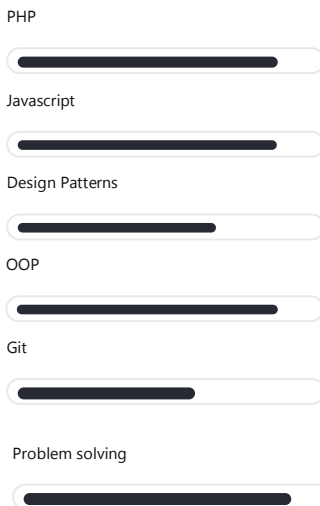 PHP
Javascript
Design Patterns
OOP
Git
Problem solving